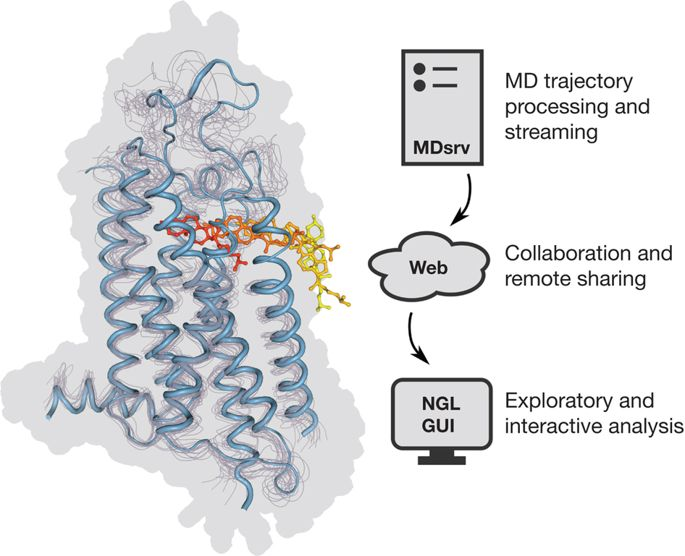 MDsrv
MD trajectory
processing and
streaming
Web
Collaboration and
remote sharing
NGL
GUI
Exploratory and
interactive analysis